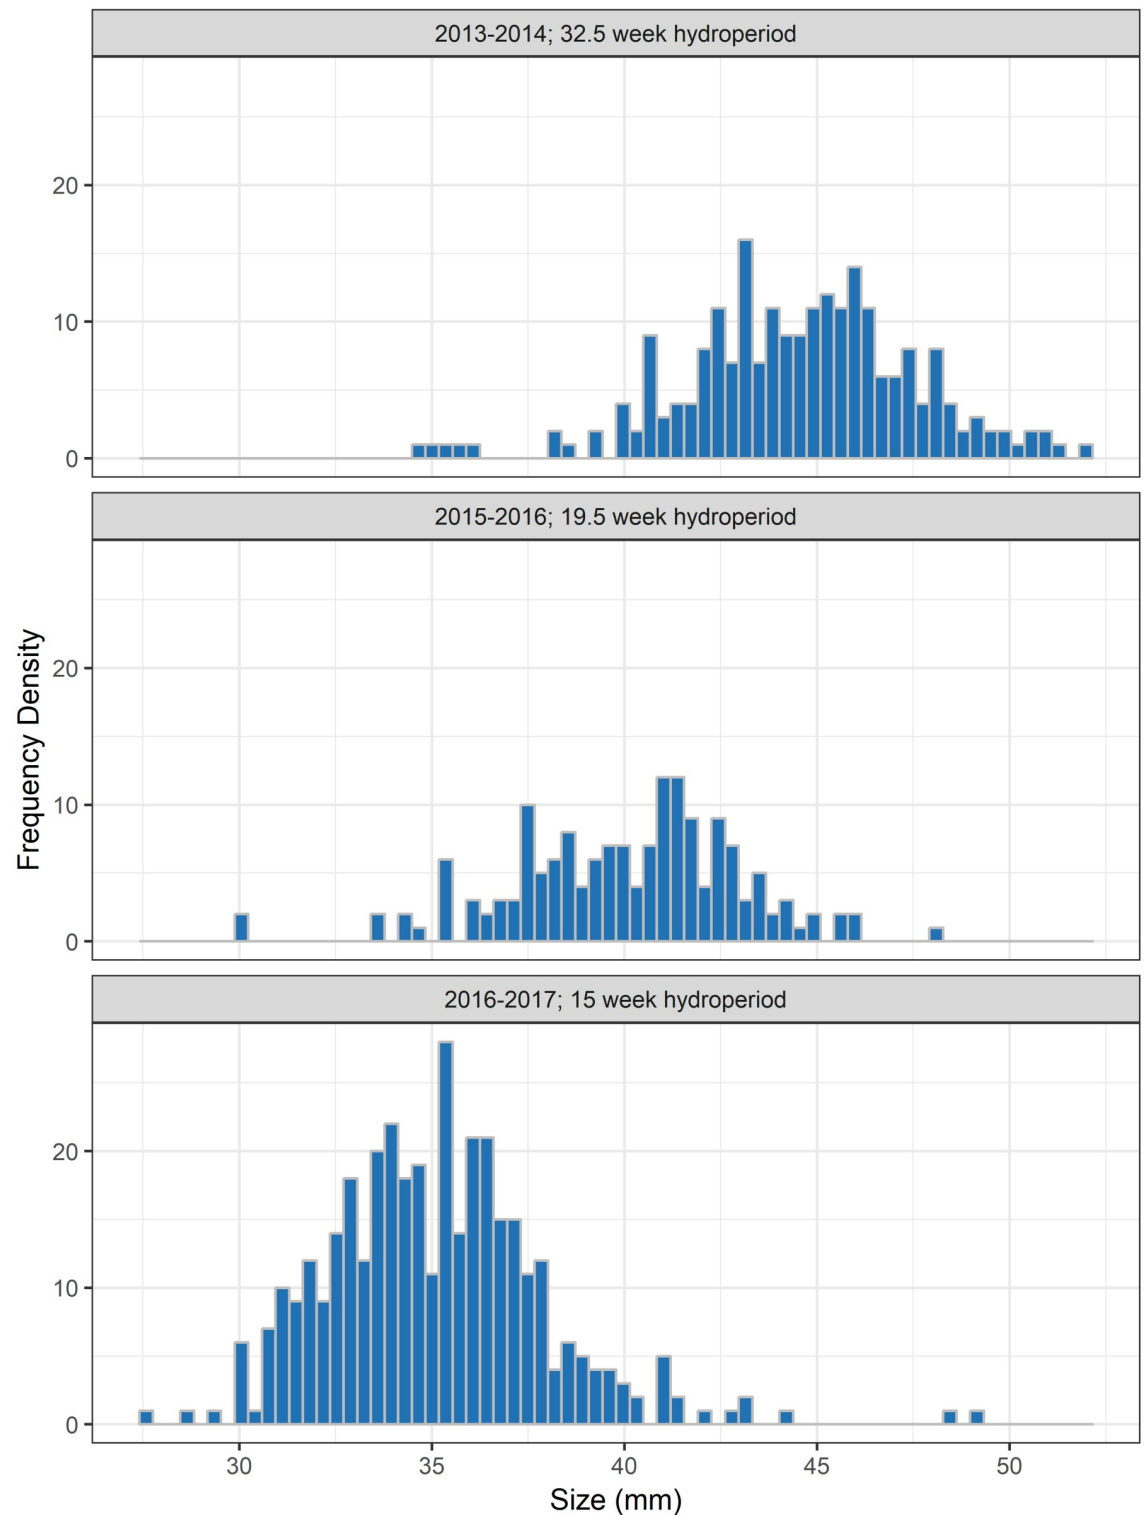 2013-2014; 32.5 week hydroperiod
20
10
0
2015-2016; 19.5 week hydroperiod
20
10
0
Frequency Density
2016-2017; 15 week hydroperiod
20
10
0
30 35 40 45 50
Size (mm)